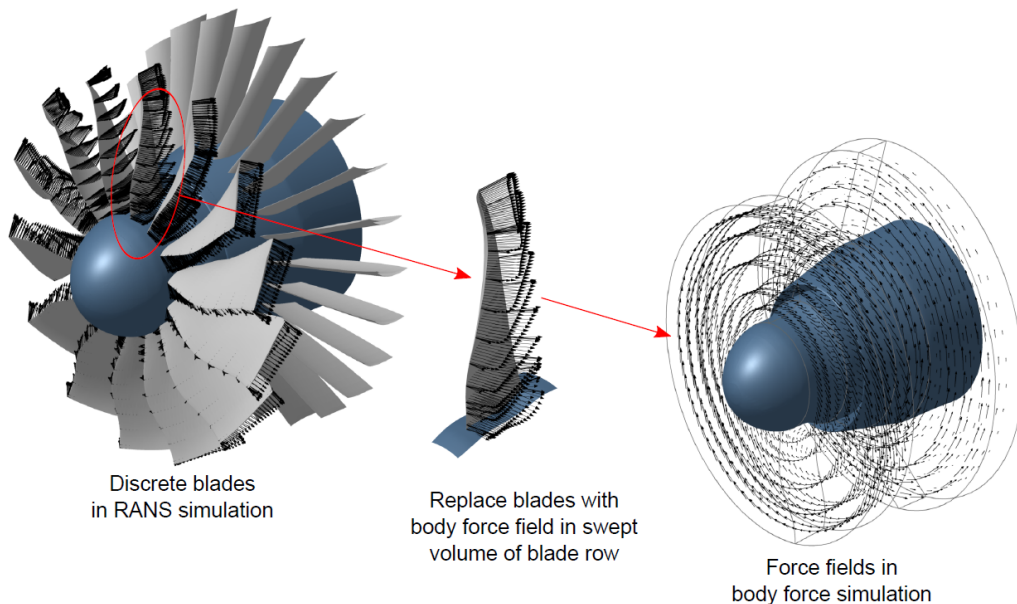 Discrete blades
in RANS simulation
Replace blades with
body force field in swept
volume of blade row
Force fields in
body force simulation